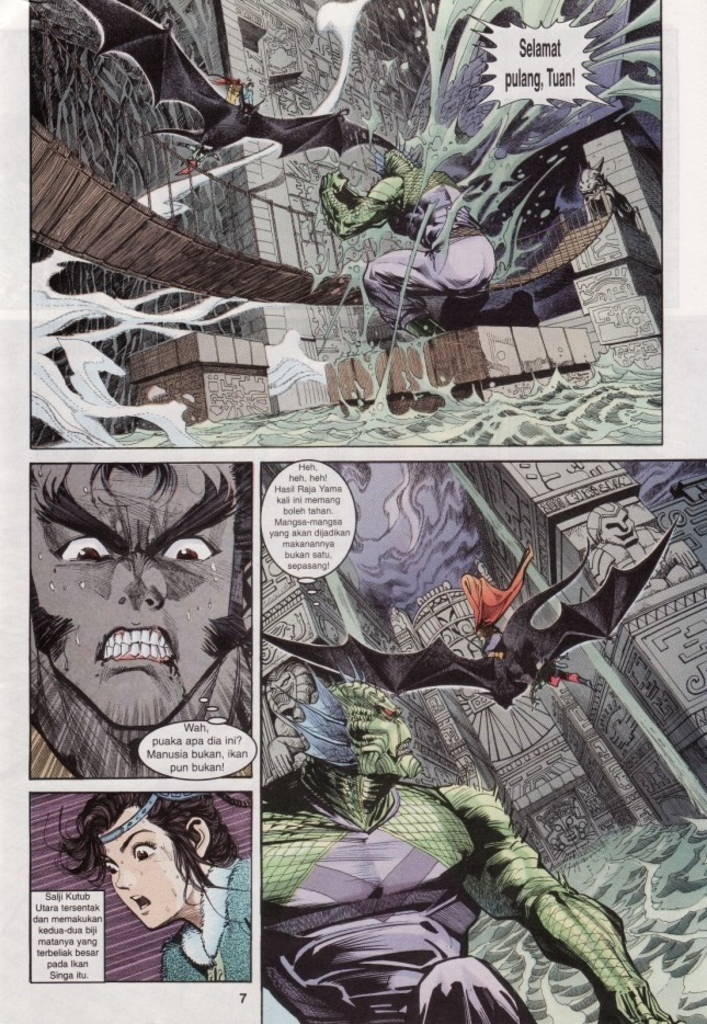 Selamat
pulang, Tuan!
Heh,
heh, heh!
Hasil Raja Yama
kali ini memang
boleh tahan.
Mangsa-mangsa
yang akan dijadikan
makanannya
bukan satu,
sepasang!
Wah,
puaka apa dia ini?
Manusia bukan, ikan
pun bukan!
Salji Kutub
Utara tersentak
dan memakukan
kedua-dua biji
matanya yang
terbeliak besar
pada Ikan
Singa itu.
7